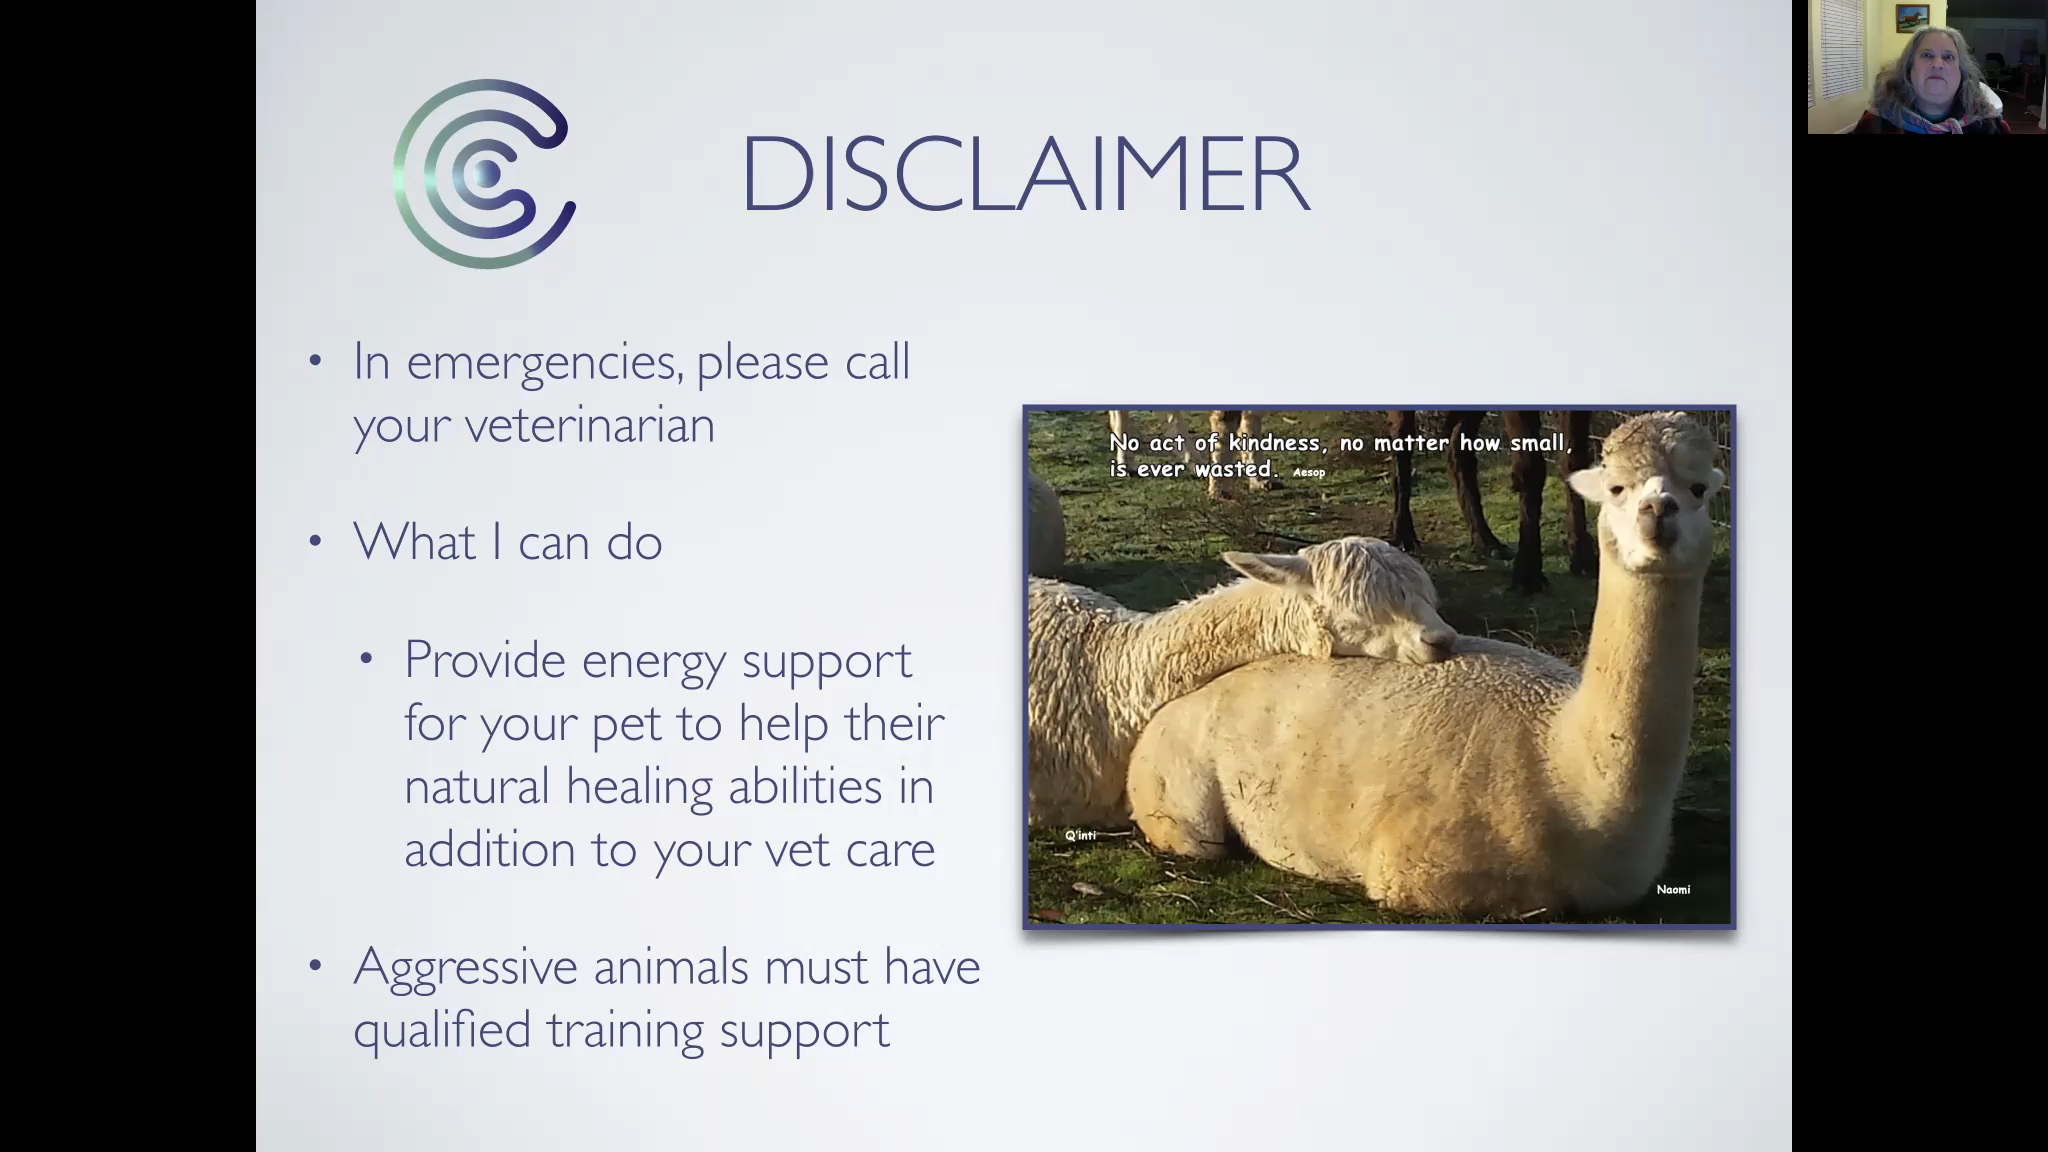 DISCLAIMER
• In emergencies, please call
your veterinarian
• What I can do
• Provide energy support
for your pet to help their
natural healing abilities in
addition to your vet care
• Aggressive animals must have
qualified training support
No act of kindness, no matter how small,
is ever wasted. Aesop
Q'inti
Naomi